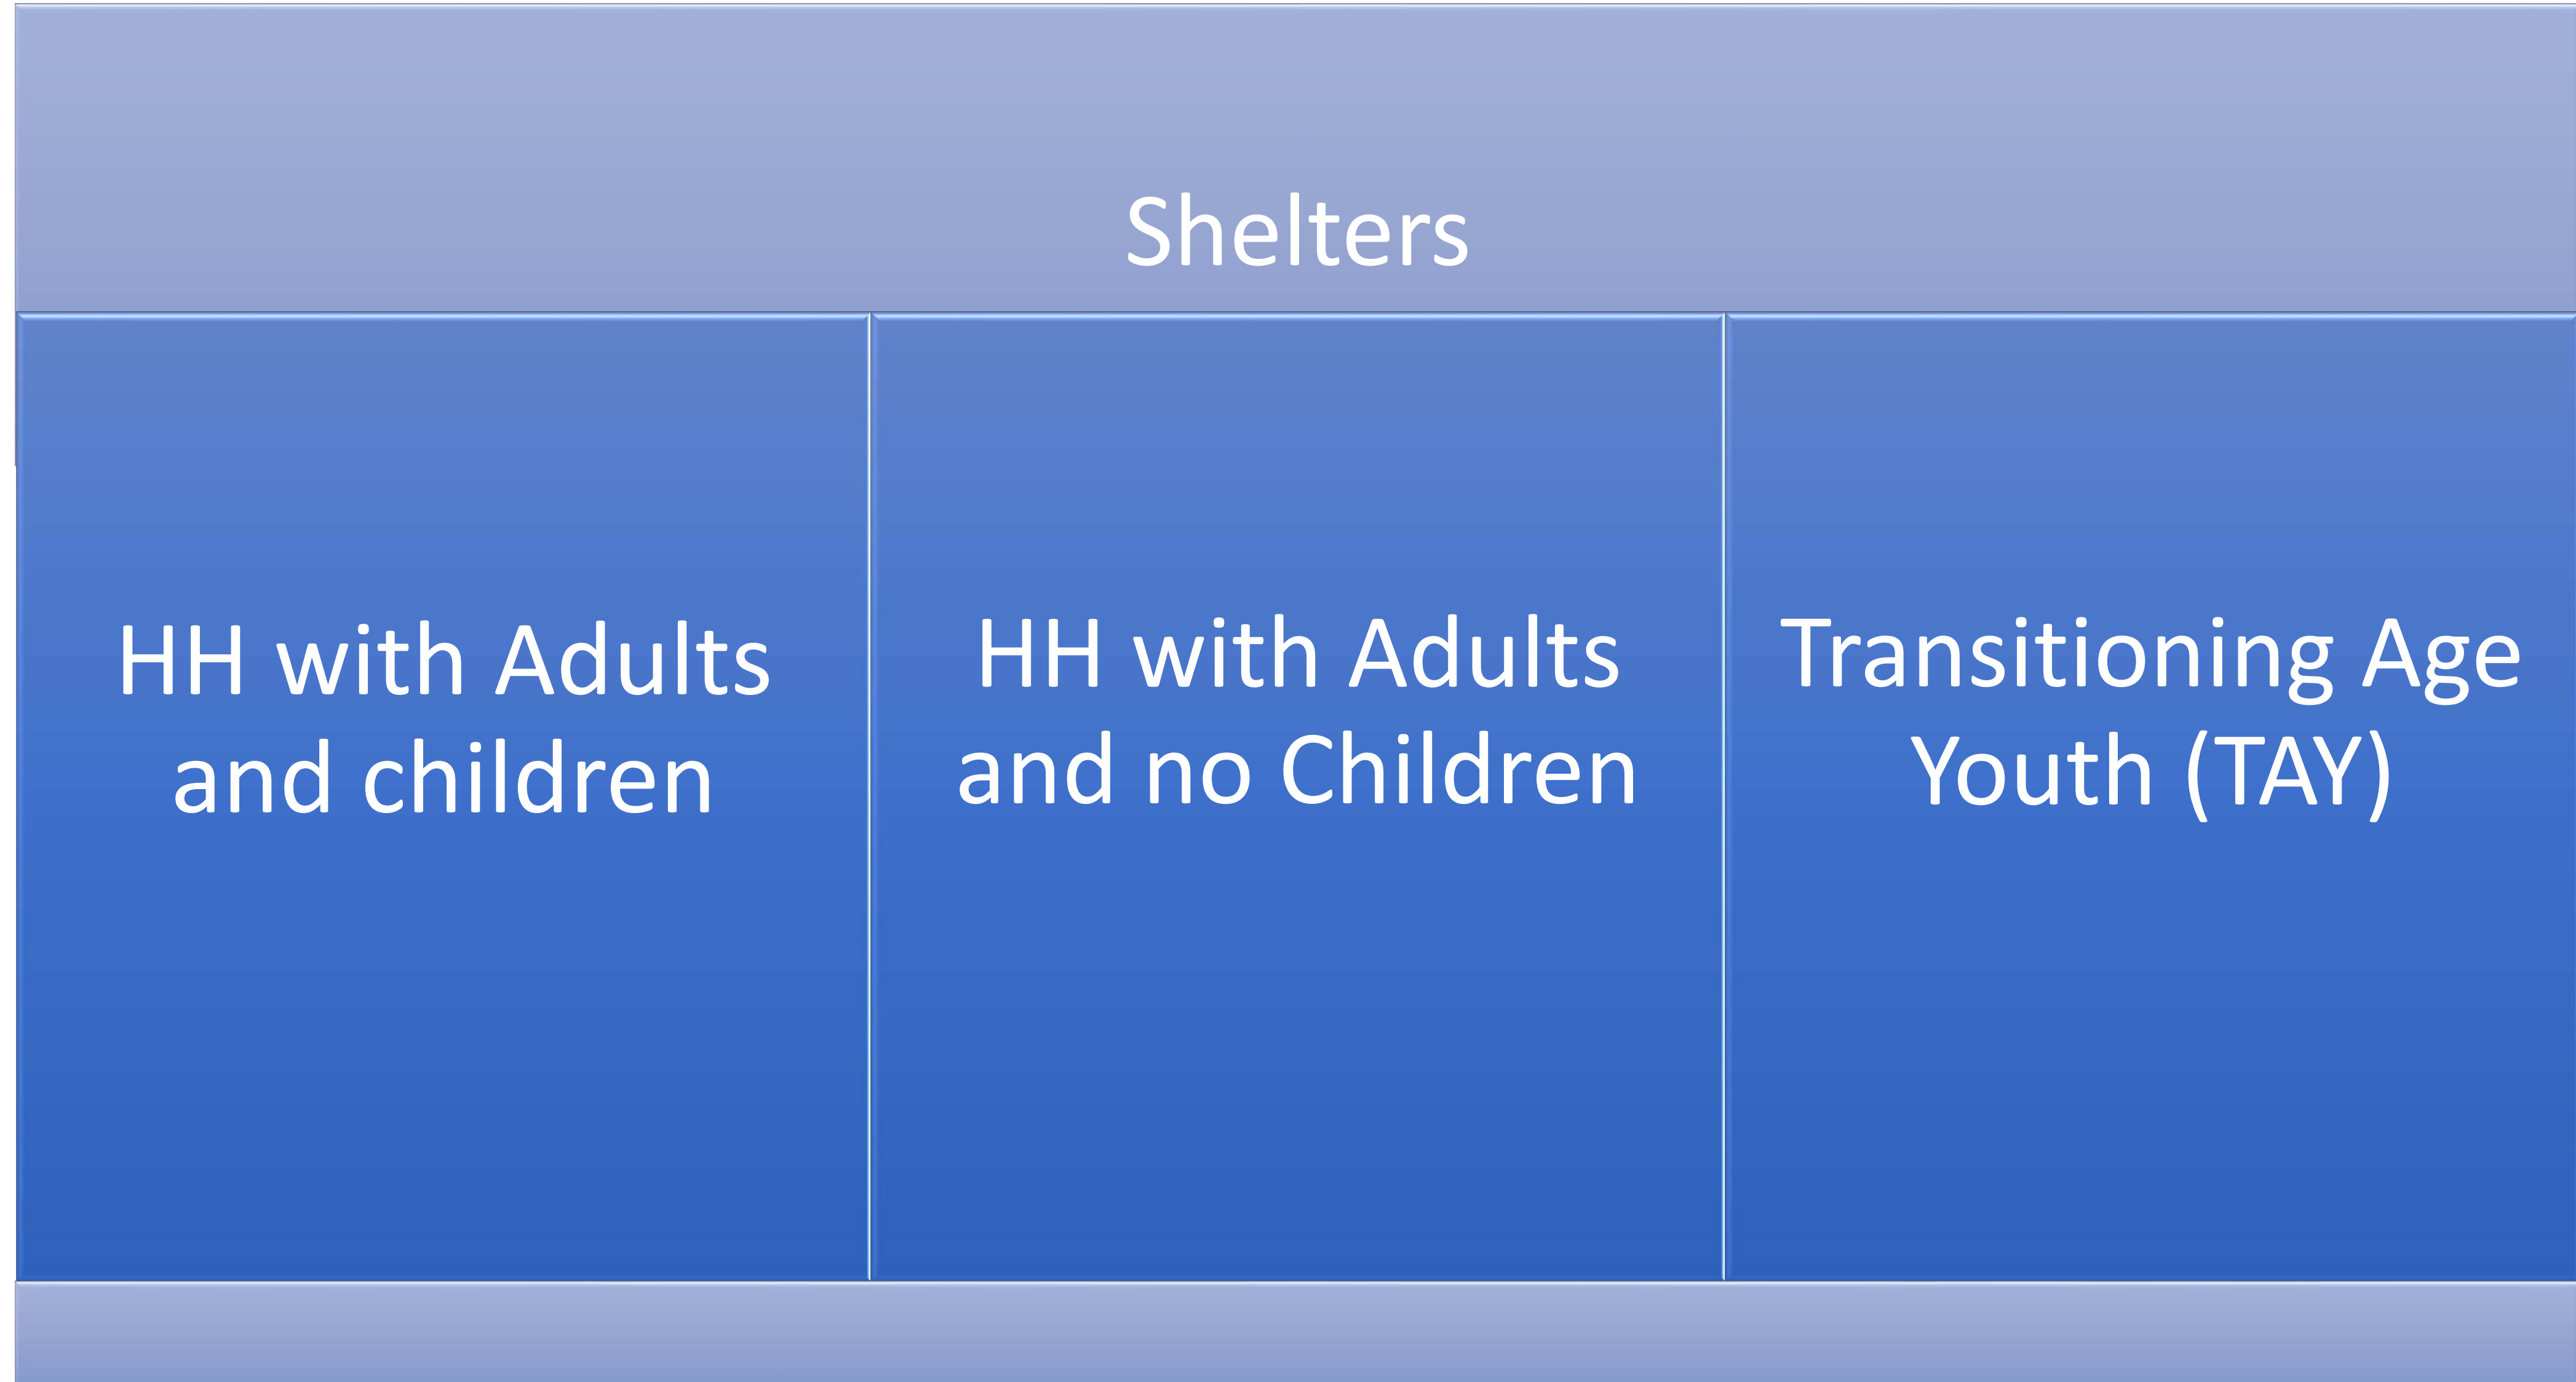 Shelters
HH with Adults
and children
HH with Adults
and no Children
Transitioning Age
Youth (TAY)